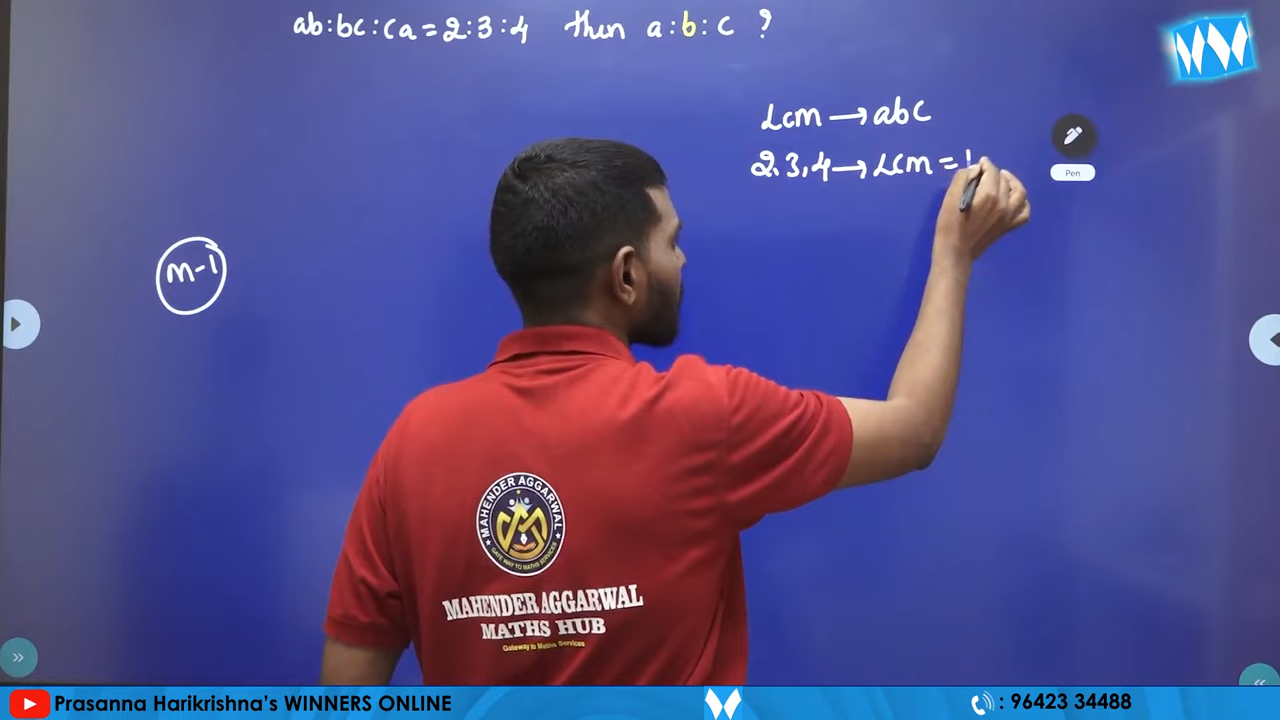 ab:bc:ca=2:3:4 then a:b:c ?
Lcm→abc
2,3,4→Lcm=1
Pen
m-1
MAHENDER AGGARWAL
GATE WAY TO MATHS SERVICES
MAHENDER AGGARWAL
MATHS HUB
Gateway to Maths Services
Prasanna Harikrishna's WINNERS ONLINE
: 96423 34488